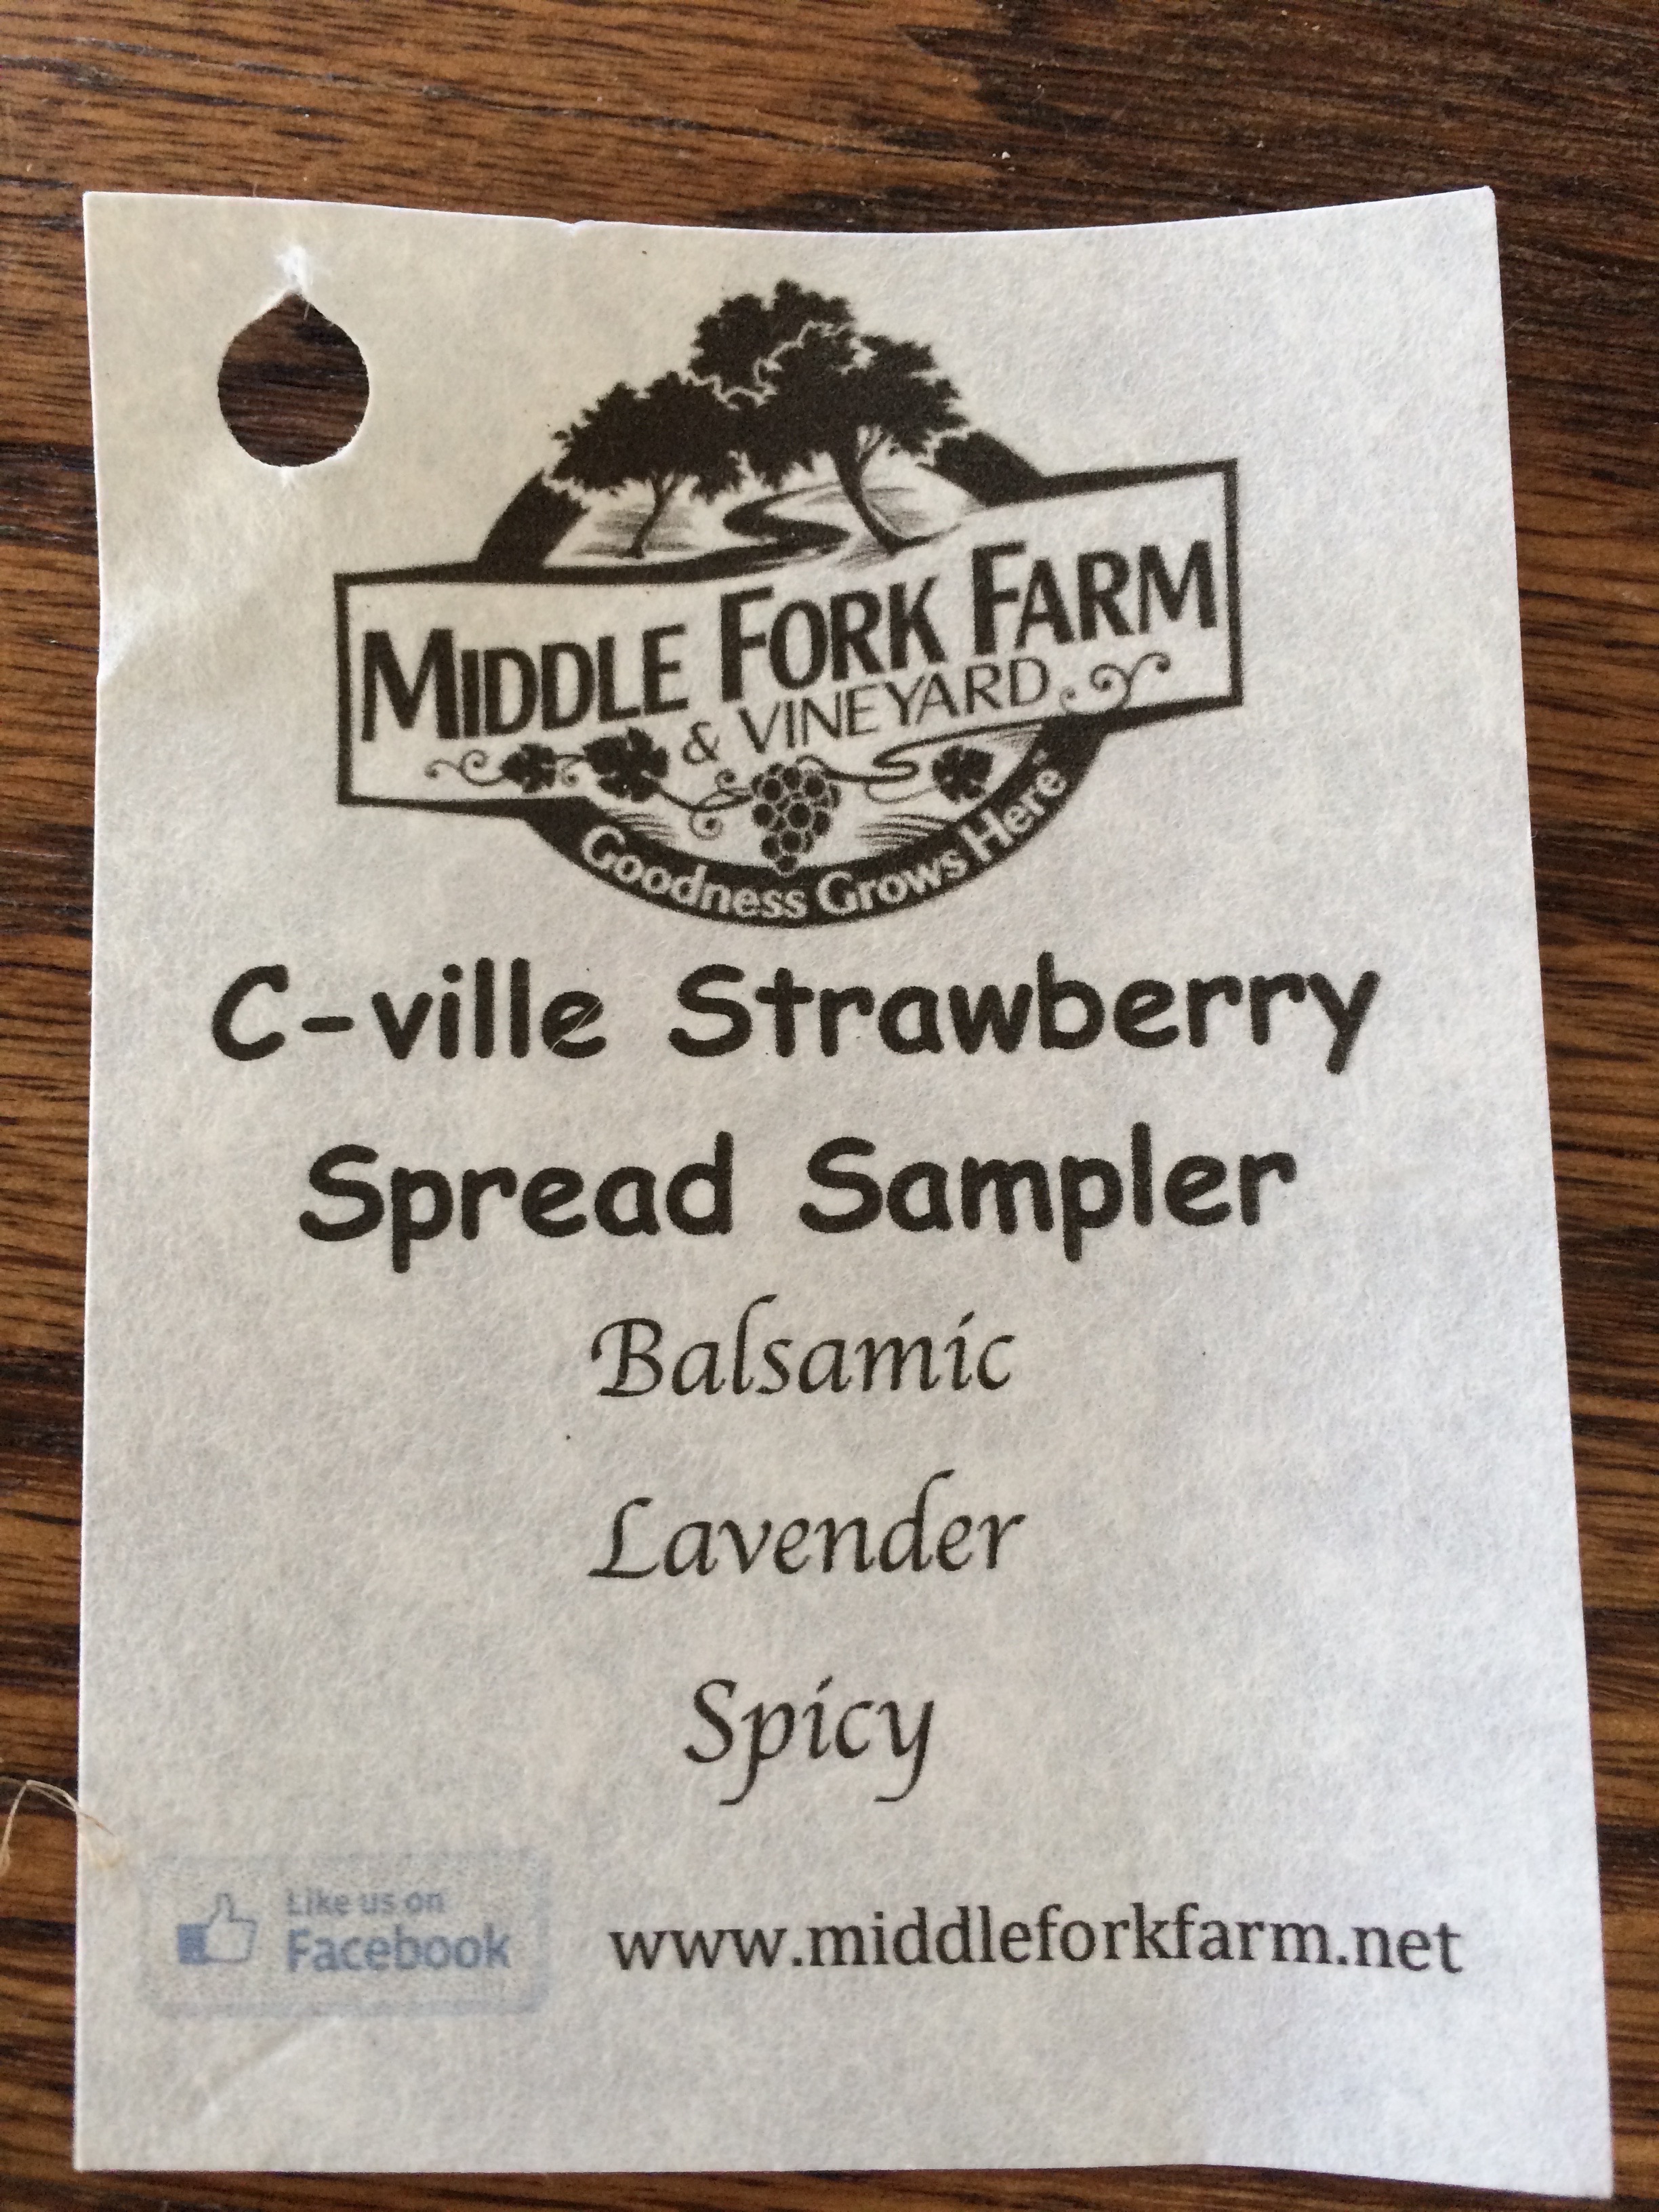 MIDDLE FORK FARM
& VINEYARD
Goodness Grows Here
C-ville Strawberry
Spread Sampler
Balsamic
Lavender
Spicy
Like us on
Facebook
www.middleforkfarm.net